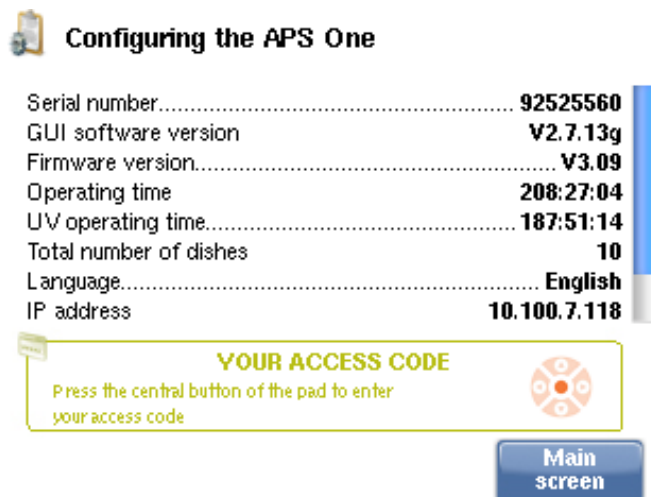 Configuring the APS One
Serial number................................................... 92525560
GUI software version V2.7.13g
Firmware version.................................................... V3.09
Operating time 208:27:04
UV operating time............................................. 187:51:14
Total number of dishes 10
Language............................................................ English
IP address 10.100.7.118
YOUR ACCESS CODE
Press the central button of the pad to enter
your access code
Main
screen